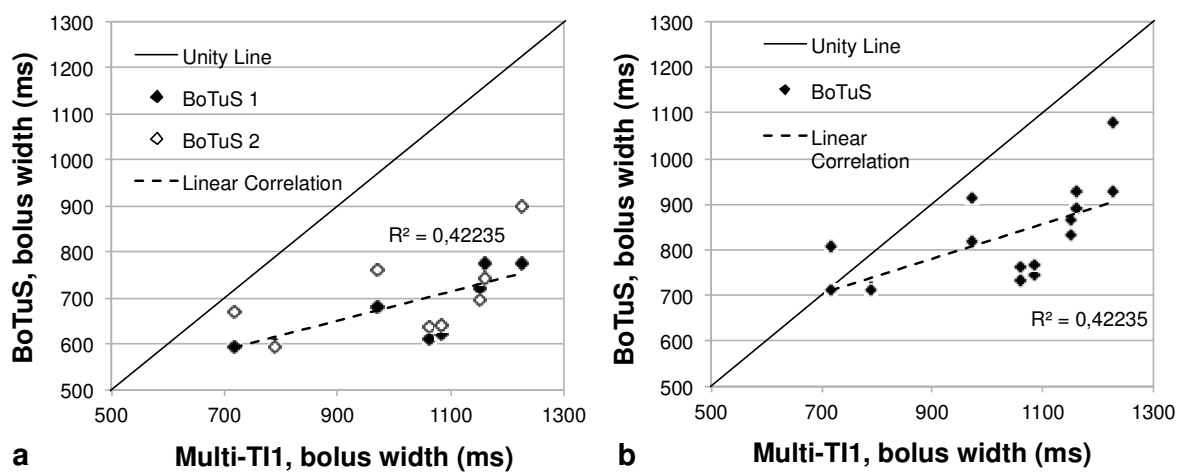 1300
1200
1100
1000
900
800
700
600
500
BoTuS, bolus width (ms)
Unity Line
BoTuS 1
BoTuS 2
Linear Correlation
R² = 0,42235
500 700 900 1100 1300
a Multi-TI1, bolus width (ms)
1300
1200
1100
1000
900
800
700
600
500
BoTuS, bolus width (ms)
Unity Line
BoTuS
Linear
Correlation
R² = 0,42235
500 700 900 1100 1300
b Multi-TI1, bolus width (ms)